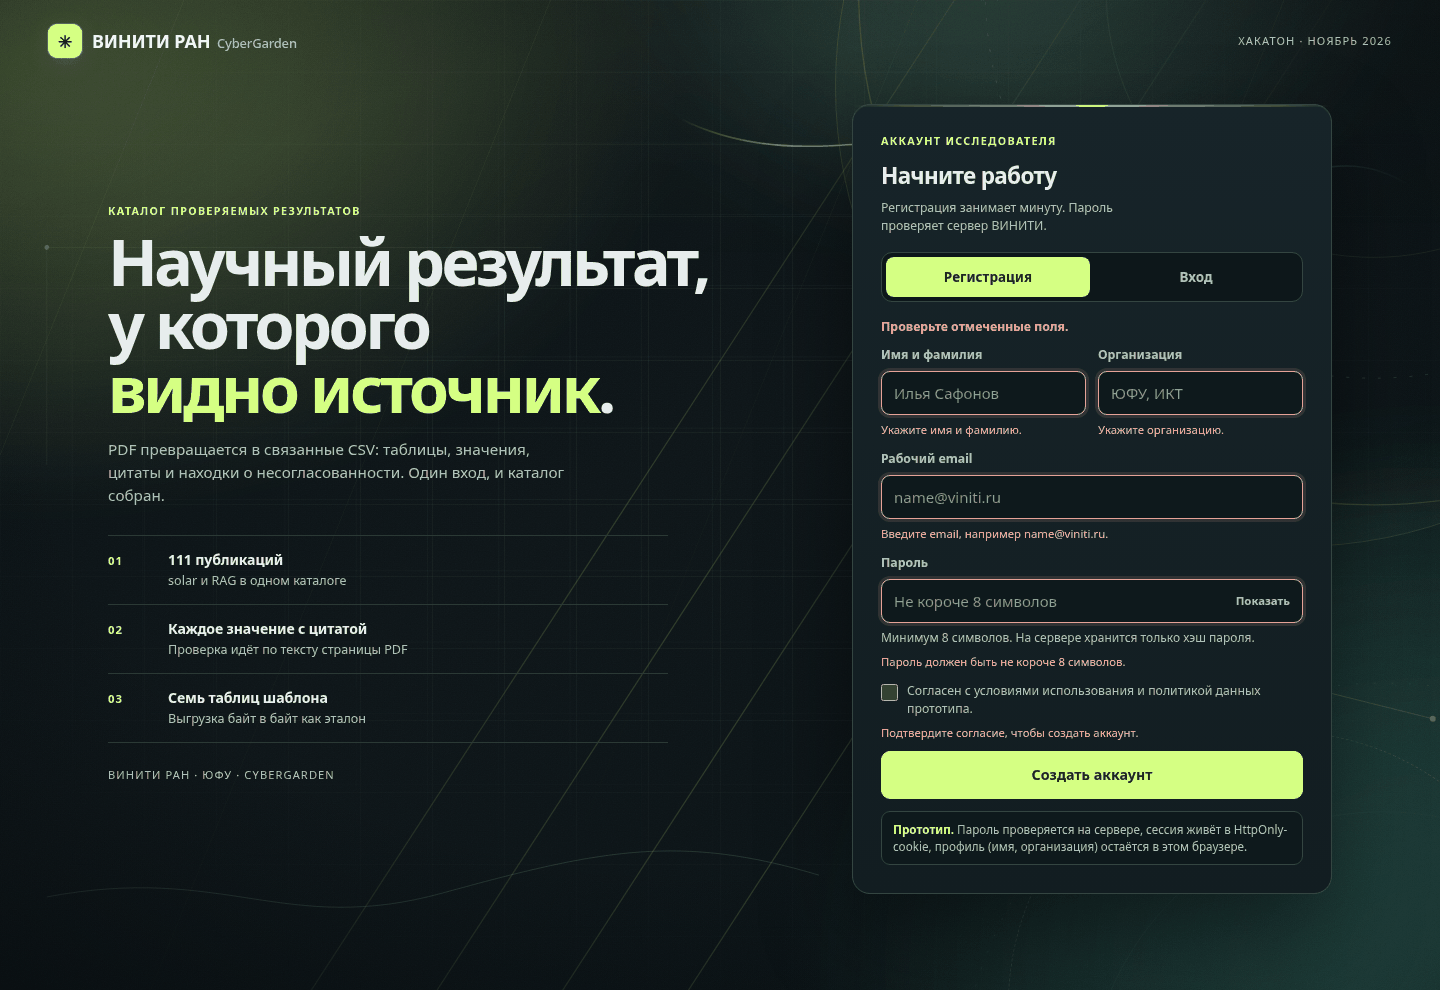 ВИНИТИ РАН CyberGarden
ХАКАТОН · НОЯБРЬ 2026
КАТАЛОГ ПРОВЕРЯЕМЫХ РЕЗУЛЬТАТОВ
Научный результат,
у которого
видно источник.
PDF превращается в связанные CSV: таблицы, значения,
цитаты и находки о несогласованности. Один вход, и каталог
собран.
01
111 публикаций
solar и RAG в одном каталоге
02
Каждое значение с цитатой
Проверка идёт по тексту страницы PDF
03
Семь таблиц шаблона
Выгрузка байт в байт как эталон
ВИНИТИ РАН · ЮФУ · CYBERGARDEN
АККАУНТ ИССЛЕДОВАТЕЛЯ
Начните работу
Регистрация занимает минуту. Пароль
проверяет сервер ВИНИТИ.
Регистрация Вход
Проверьте отмеченные поля.
Имя и фамилия Организация
Илья Сафонов ЮФУ, ИКТ
Укажите имя и фамилию. Укажите организацию.
Рабочий email
name@viniti.ru
Введите email, например name@viniti.ru.
Пароль
Не короче 8 символов Показать
Минимум 8 символов. На сервере хранится только хэш пароля.
Пароль должен быть не короче 8 символов.
Согласен с условиями использования и политикой данных
прототипа.
Подтвердите согласие, чтобы создать аккаунт.
Создать аккаунт
Прототип. Пароль проверяется на сервере, сессия живёт в HttpOnly-
cookie, профиль (имя, организация) остаётся в этом браузере.